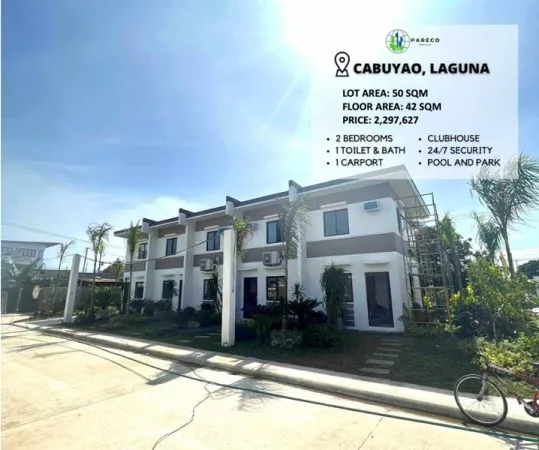 PARECO
CABUYAO, LAGUNA
LOT AREA: 50 SQM
FLOOR AREA: 42 SQM
PRICE: 2,297,627
• 2 BEDROOMS
• 1 TOILET & BATH
• 1 CARPORT
• CLUBHOUSE
• 24/7 SECURITY
• POOL AND PARK